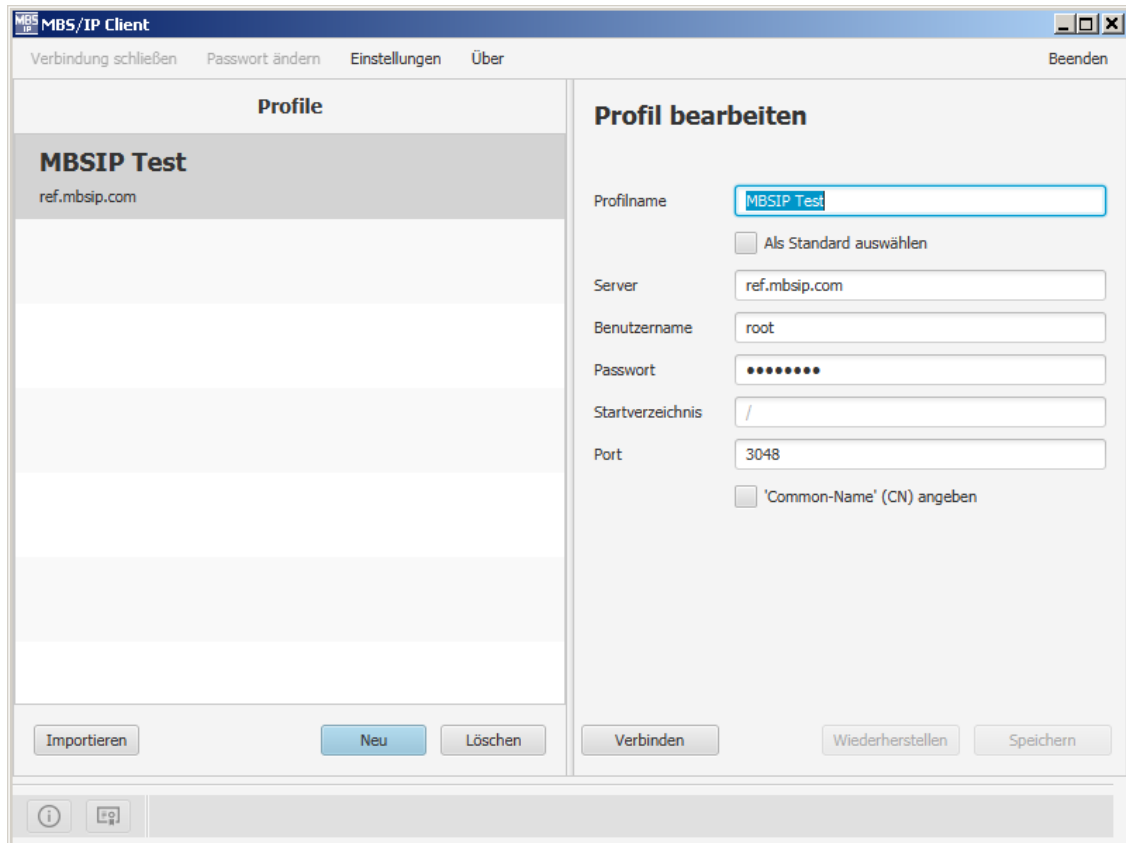 MBS IP MBS/IP Client
Verbindung schließen Passwort ändern Einstellungen Über Beenden
Profile
MBSIP Test
ref.mbsip.com
Importieren Neu Löschen
Profil bearbeiten
Profilname MBSIP Test
Als Standard auswählen
Server ref.mbsip.com
Benutzername root
Passwort ••••••••
Startverzeichnis /
Port 3048
'Common-Name' (CN) angeben
Verbinden Wiederherstellen Speichern